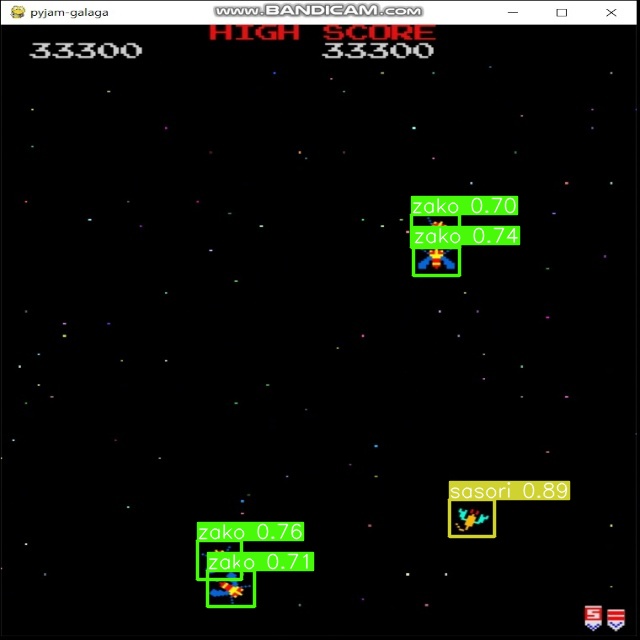 pyjam-galaga
www.BANDICAM.com
HIGH SCORE
33300 33300
zako 0.70
zako 0.74
sasori 0.89
zako 0.76
zako 0.71
5